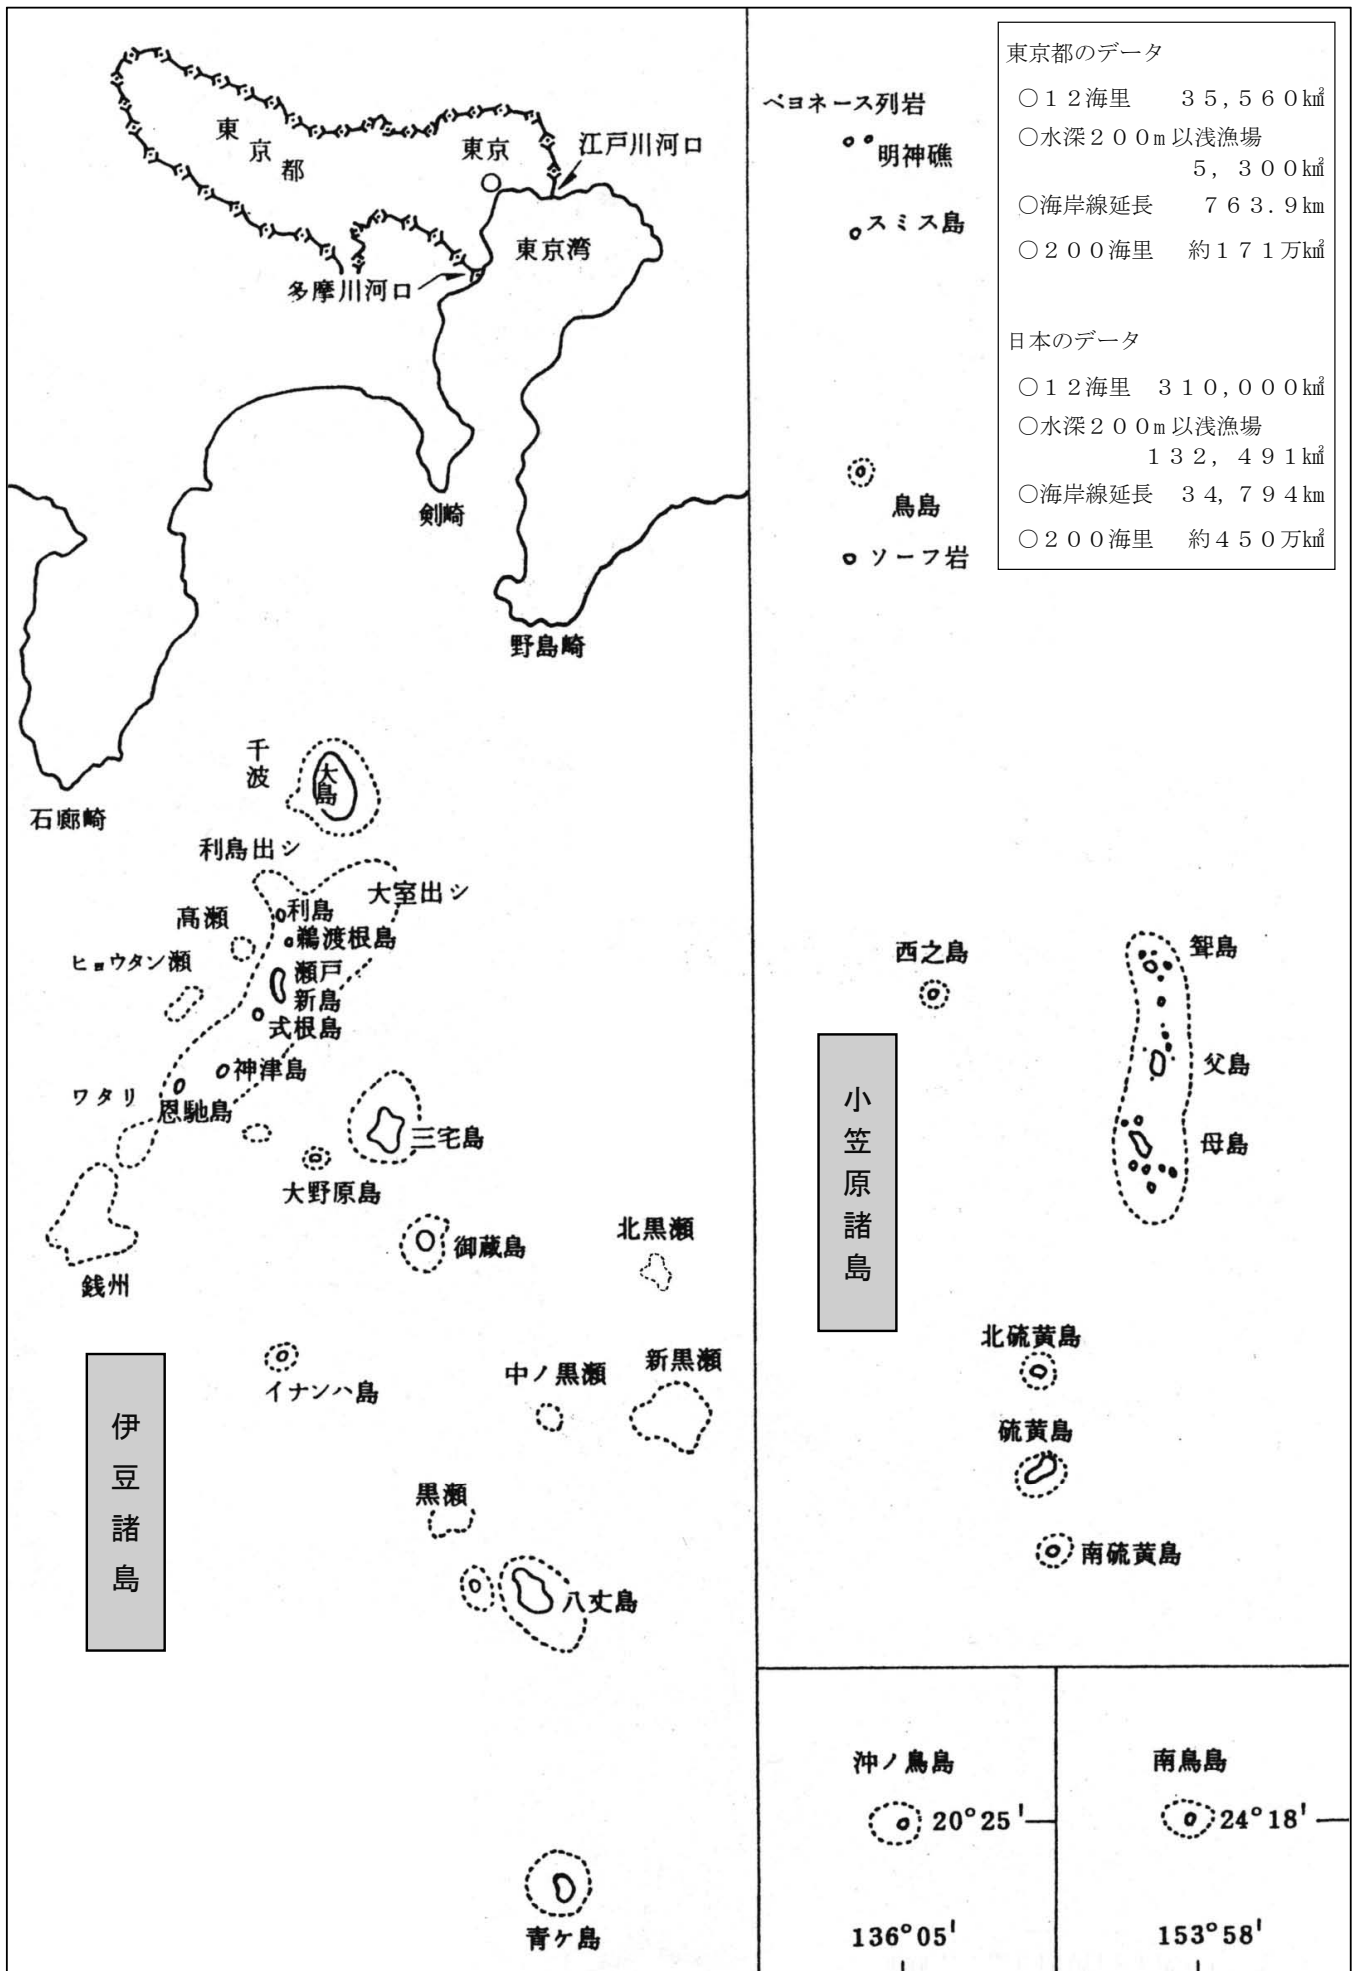 東京都
東京
江戸川河口
東京湾
多摩川河口
剣崎
野島崎
石廊崎
千波
大島
利島出シ
大室出シ
利島
高瀬
鵜渡根島
ヒョウタン瀬
瀬戸
新島
式根島
神津島
ワタリ
恩馳島
三宅島
大野原島
御蔵島
北黒瀬
銭州
イナンハ島
中ノ黒瀬
新黒瀬
伊豆諸島
黒瀬
八丈島
青ケ島
ベヨネース列岩
明神礁
スミス島
鳥島
ソーフ岩
東京都のデータ
○12海里 35,560㎢
○水深200m以浅漁場
5,300㎢
○海岸線延長 763.9km
○200海里 約171万㎢
日本のデータ
○12海里 310,000㎢
○水深200m以浅漁場
132,491㎢
○海岸線延長 34,794km
○200海里 約450万㎢
西之島
聟島
父島
母島
小笠原諸島
北硫黄島
硫黄島
南硫黄島
沖ノ鳥島
20°25'
136°05'
南鳥島
24°18'
153°58'